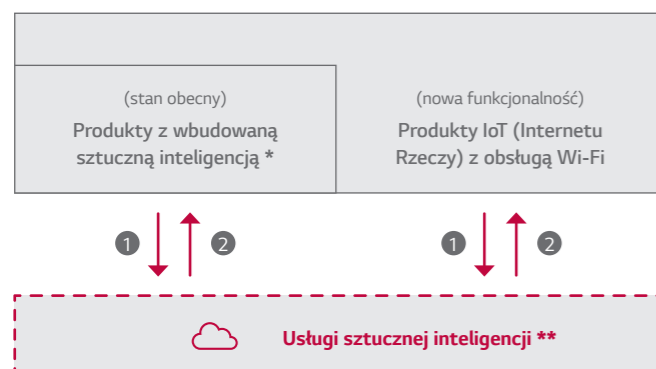 (stan obecny)
Produkty z wbudowaną
sztuczną inteligencją *
(nowa funkcjonalność)
Produkty IoT (Internetu
Rzeczy) z obsługą Wi-Fi
1
2
1
2
Usługi sztucznej inteligencji **